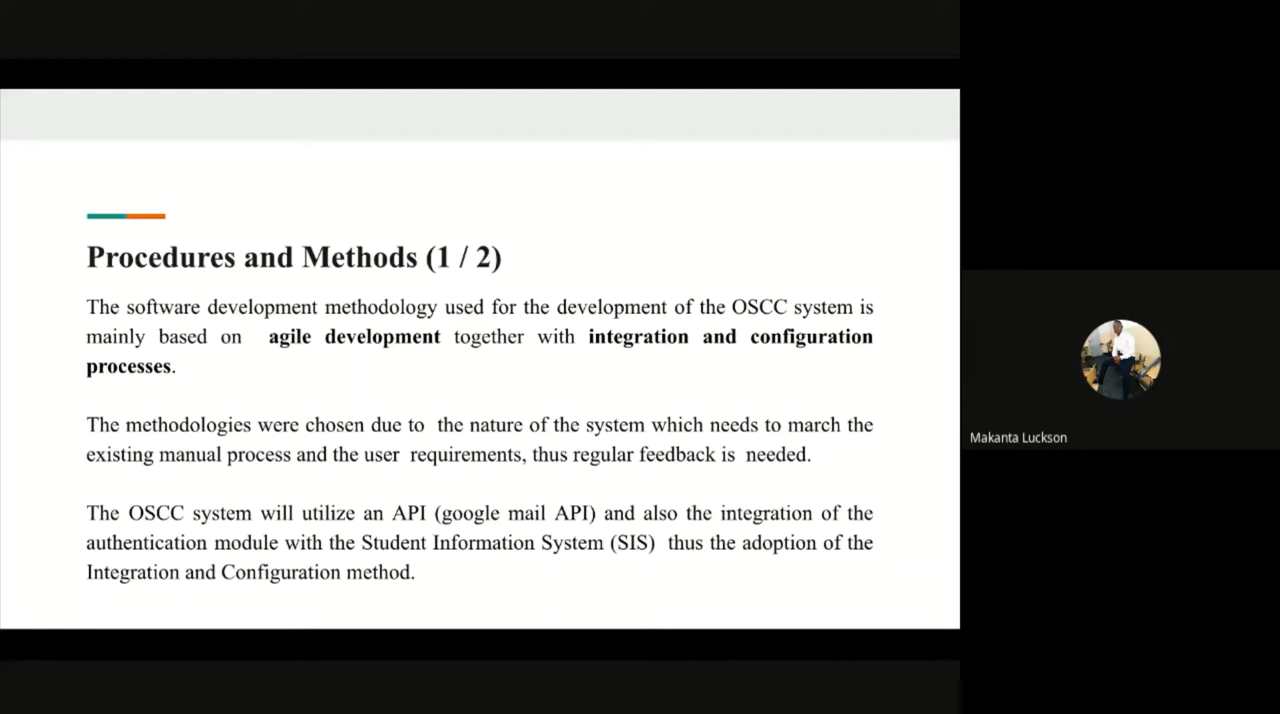 Procedures and Methods (1 / 2)
The software development methodology used for the development of the OSCC system is
mainly based on agile development together with integration and configuration
processes.
The methodologies were chosen due to the nature of the system which needs to march the
existing manual process and the user requirements, thus regular feedback is needed.
The OSCC system will utilize an API (google mail API) and also the integration of the
authentication module with the Student Information System (SIS) thus the adoption of the
Integration and Configuration method.
Makanta Luckson